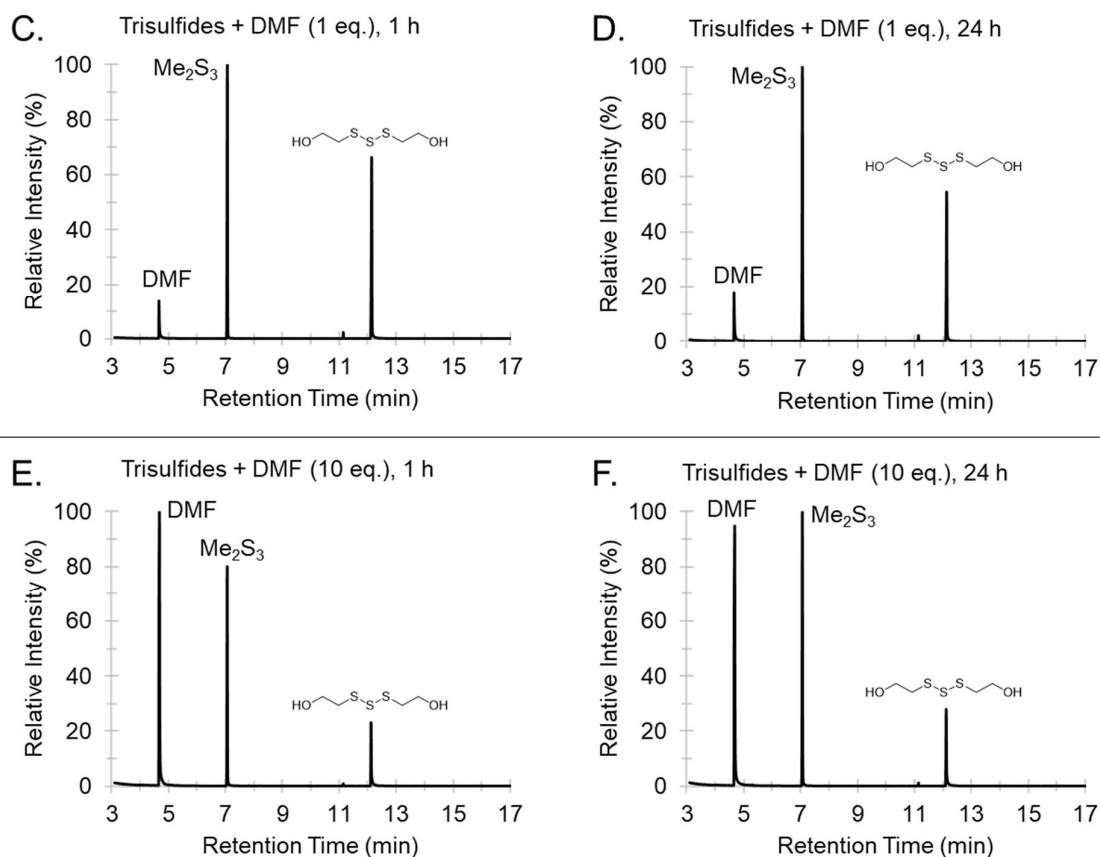 C. Trisulfides + DMF (1 eq.), 1 h
Relative Intensity (%)
100
80
60
40
20
0
Me₂S₃
HO S S S OH
DMF
3 5 7 9 11 13 15 17
Retention Time (min)
D. Trisulfides + DMF (1 eq.), 24 h
Relative Intensity (%)
100
80
60
40
20
0
Me₂S₃
HO S S S OH
DMF
3 5 7 9 11 13 15 17
Retention Time (min)
E. Trisulfides + DMF (10 eq.), 1 h
Relative Intensity (%)
100
80
60
40
20
0
DMF
Me₂S₃
HO S S S OH
3 5 7 9 11 13 15 17
Retention Time (min)
F. Trisulfides + DMF (10 eq.), 24 h
Relative Intensity (%)
100
80
60
40
20
0
DMF
Me₂S₃
HO S S S OH
3 5 7 9 11 13 15 17
Retention Time (min)